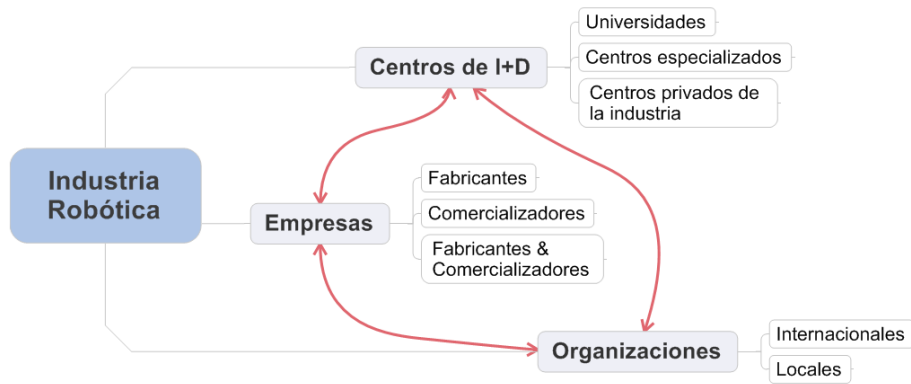 Universidades
Centros de I+D
Centros especializados
Centros privados de
la industria
Industria
Robótica
Fabricantes
Empresas
Comercializadores
Fabricantes &
Comercializadores
Organizaciones
Internacionales
Locales